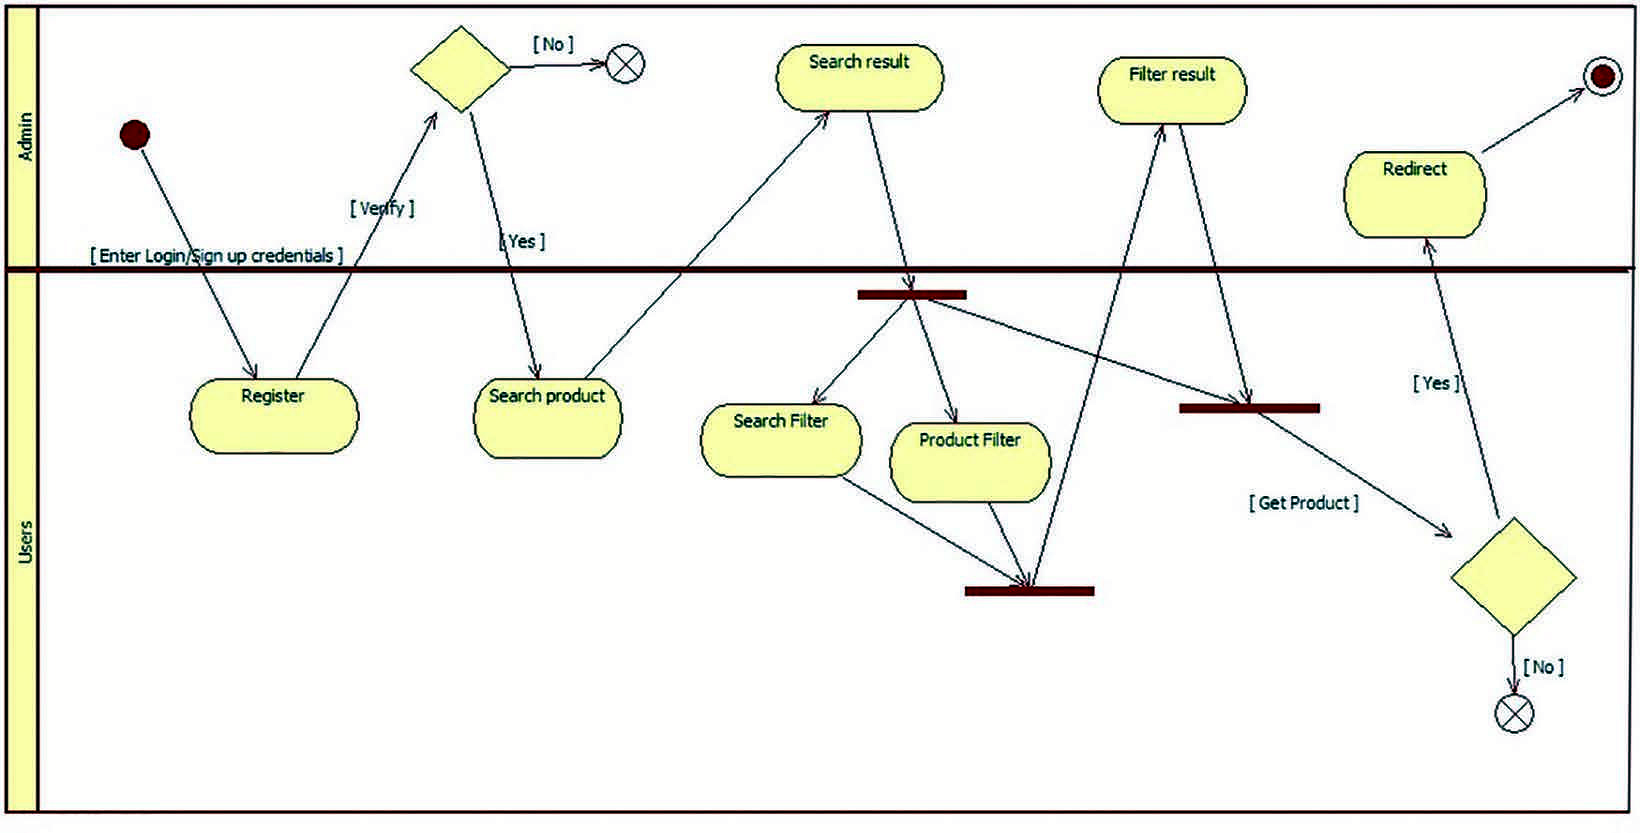 Admin
[ No ]
Search result
Filter result
Redirect
[ Verify ]
[ Yes ]
[ Enter Login/Sign up credentials ]
Users
Register
Search product
Search Filter
Product Filter
[ Yes ]
[ Get Product ]
[ No ]